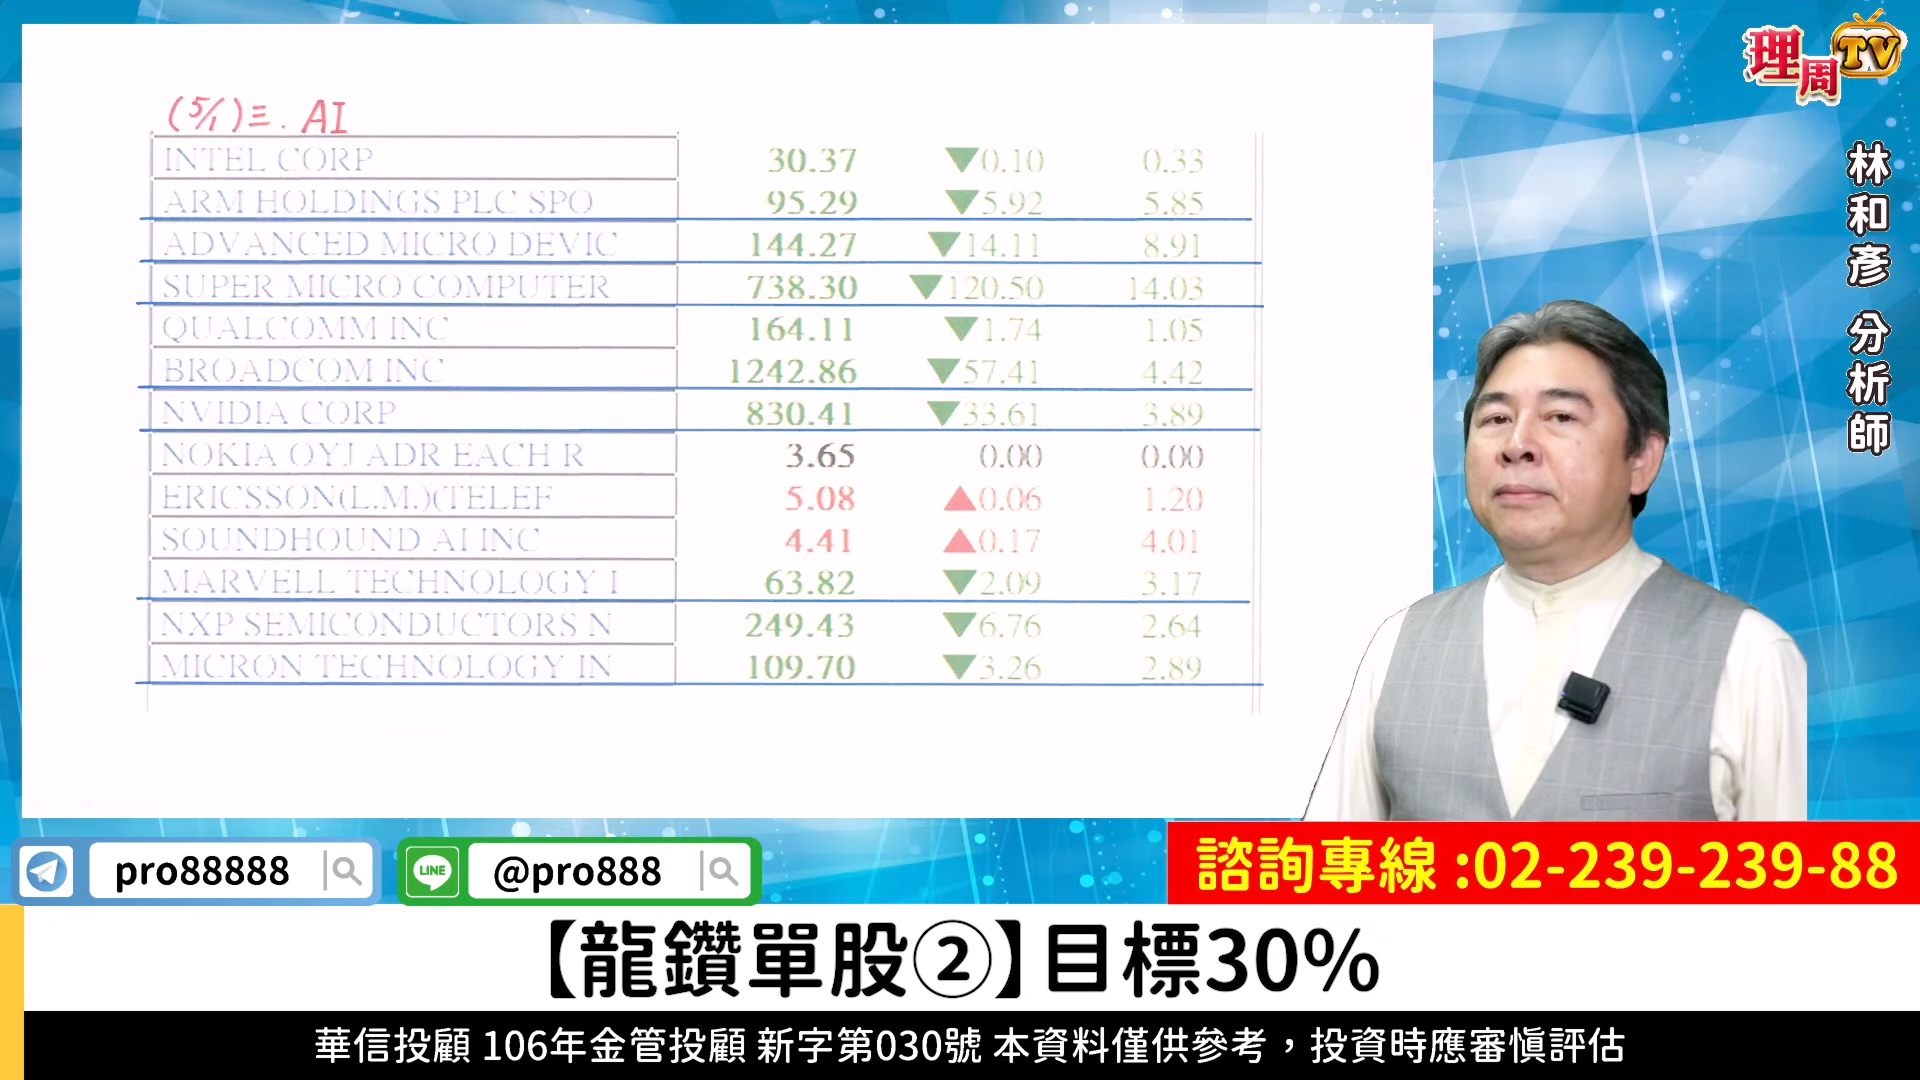 (5/1)三. AI
INTEL CORP 30.37 ▼0.10 0.33
ARM HOLDINGS PLC SPO 95.29 ▼5.92 5.85
ADVANCED MICRO DEVIC 144.27 ▼14.11 8.91
SUPER MICRO COMPUTER 738.30 ▼120.50 14.03
QUALCOMM INC 164.11 ▼1.74 1.05
BROADCOM INC 1242.86 ▼57.41 4.42
NVIDIA CORP 830.41 ▼33.61 3.89
NOKIA OYJ ADR EACH R 3.65 0.00 0.00
ERICSSON(L.M.)(TELEF 5.08 ▲0.06 1.20
SOUNDHOUND AI INC 4.41 ▲0.17 4.01
MARVELL TECHNOLOGY I 63.82 ▼2.09 3.17
NXP SEMICONDUCTORS N 249.43 ▼6.76 2.64
MICRON TECHNOLOGY IN 109.70 ▼3.26 2.89
理周TV
林和彥 分析師
pro88888
LINE @pro888
諮詢專線 :02-239-239-88
【龍鑽單股②】目標30%
華信投顧 106年金管投顧 新字第030號 本資料僅供參考，投資時應審慎評估